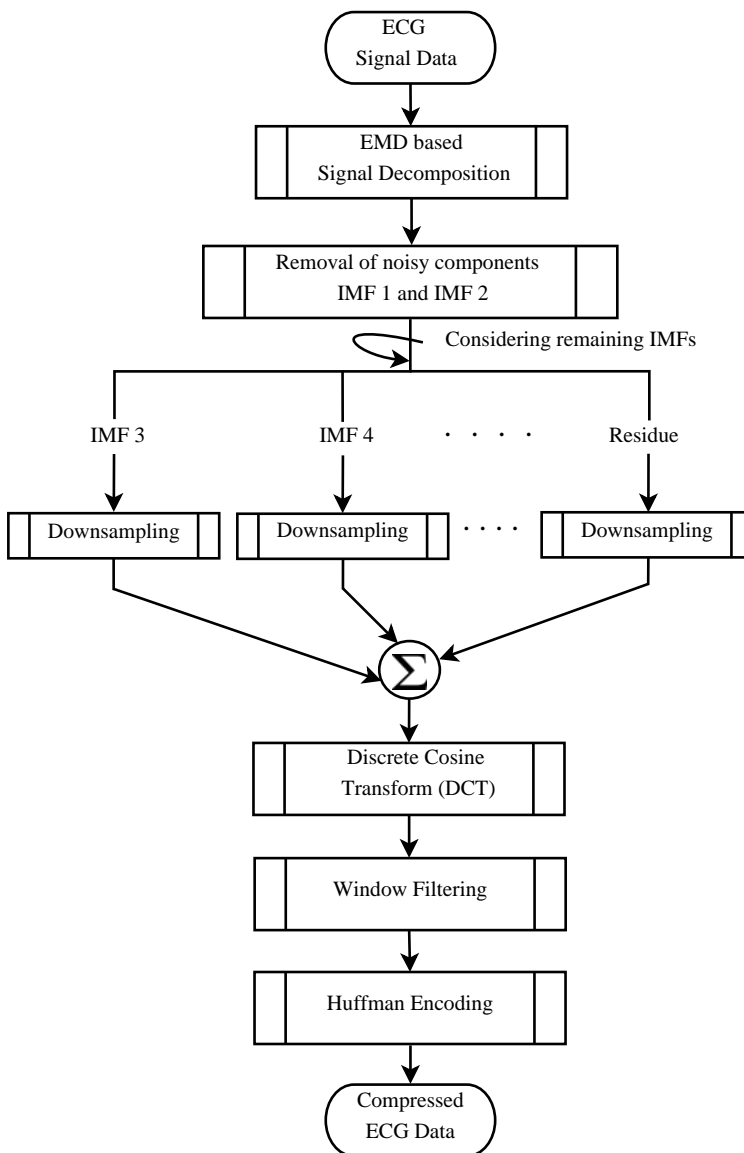 ECG
Signal Data
EMD based
Signal Decomposition
Removal of noisy components
IMF 1 and IMF 2
Considering remaining IMFs
IMF 3
IMF 4
. . . .
Residue
Downsampling
Downsampling
. . . .
Downsampling
Σ
Discrete Cosine
Transform (DCT)
Window Filtering
Huffman Encoding
Compressed
ECG Data